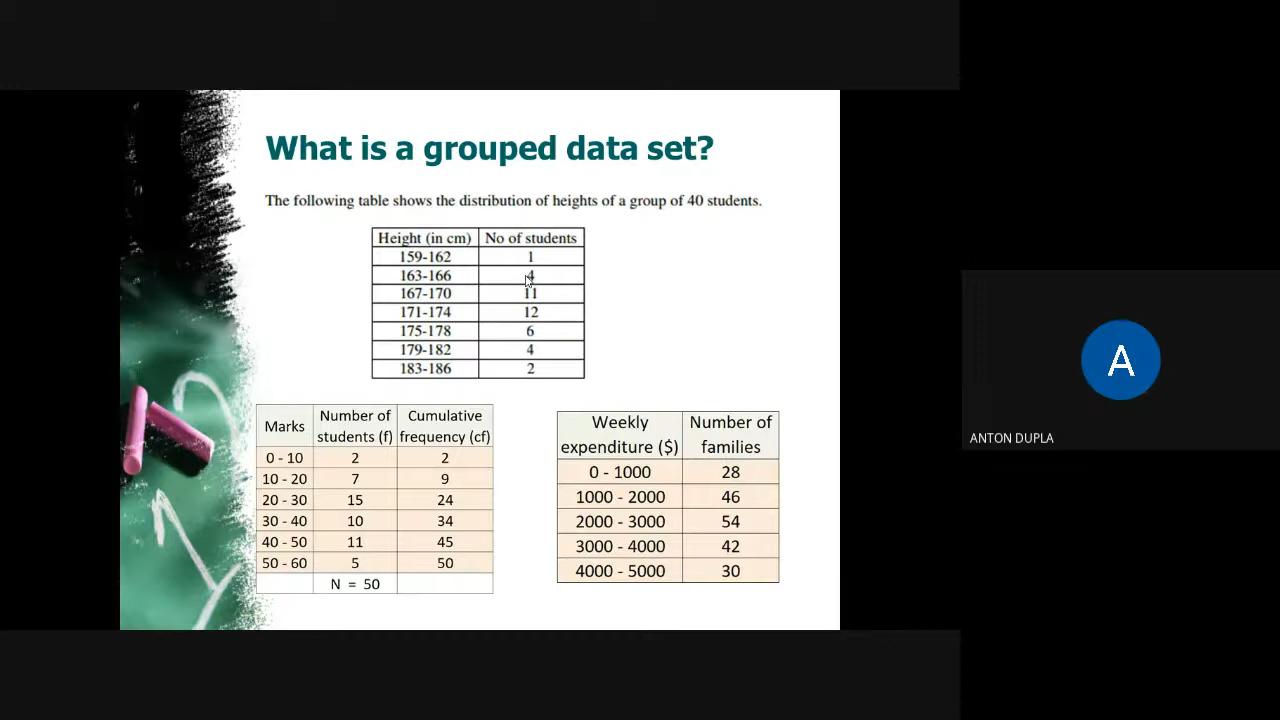 What is a grouped data set?
The following table shows the distribution of heights of a group of 40 students.
Height (in cm) No of students
159-162 1
163-166 4
167-170 11
171-174 12
175-178 6
179-182 4
183-186 2
Marks Number of students (f) Cumulative frequency (cf)
0 - 10 2 2
10 - 20 7 9
20 - 30 15 24
30 - 40 10 34
40 - 50 11 45
50 - 60 5 50
N = 50
Weekly expenditure ($) Number of families
0 - 1000 28
1000 - 2000 46
2000 - 3000 54
3000 - 4000 42
4000 - 5000 30
A
ANTON DUPLA